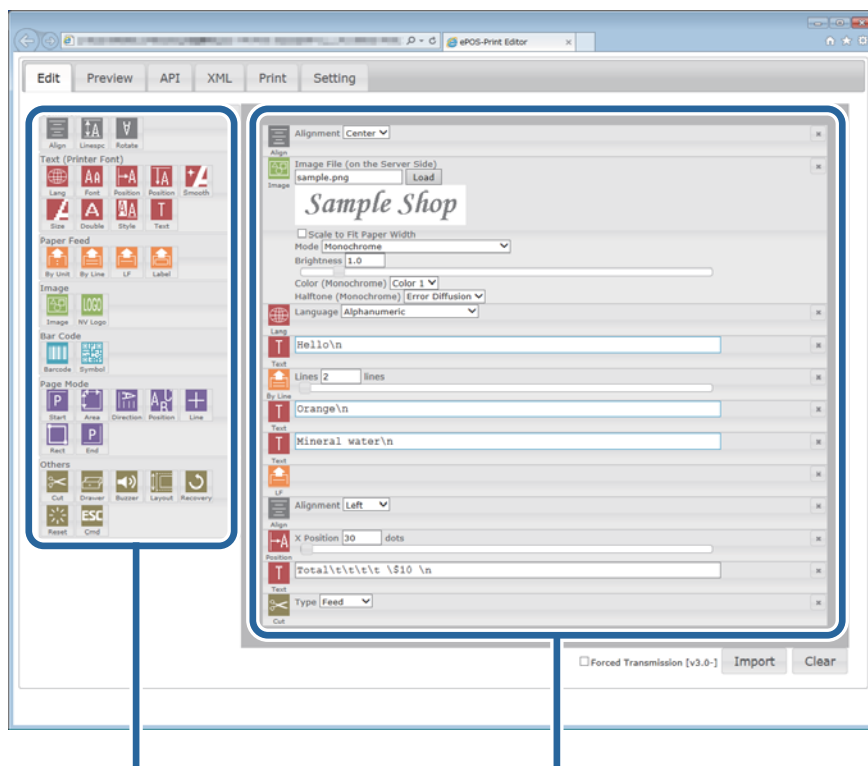 ePOS-Print Editor
Edit Preview API XML Print Setting
Align Linespc Rotate
Text (Printer Font)
Lang Font Position Position Smooth
Size Double Style Text
Paper Feed
By Unit By Line LF Label
Image
LOGO
Image NV Logo
Bar Code
Barcode Symbol
Page Mode
Start Area Direction Position Line
Rect End
Others
Cut Drawer Buzzer Layout Recovery
ESC
Reset Cmd
Alignment Center
Align
Image File (on the Server Side)
sample.png Load
Image
Sample Shop
Scale to Fit Paper Width
Mode Monochrome
Brightness 1.0
Color (Monochrome) Color 1
Halftone (Monochrome) Error Diffusion
Language Alphanumeric
Lang
Hello\n
Text
Lines 2 lines
By Line
Orange\n
Text
Mineral water\n
Text
LF
Alignment Left
Align
X Position 30 dots
Position
Total\t\t\t\t \$10 \n
Text
Type Feed
Cut
Forced Transmission [v3.0-] Import Clear